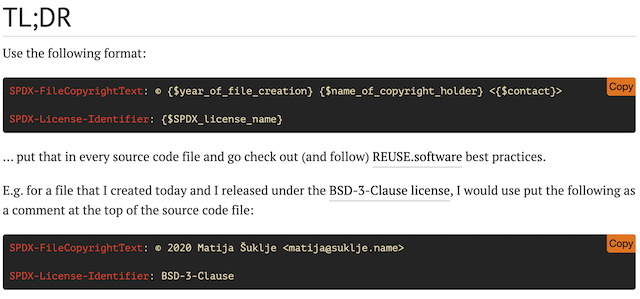 TL;DR
Use the following format:
Copy
SPDX-FileCopyrightText: © {$year_of_file_creation} {$name_of_copyright_holder} <{$contact}>
SPDX-License-Identifier: {$SPDX_license_name}
… put that in every source code file and go check out (and follow) REUSE.software best practices.
E.g. for a file that I created today and I released under the BSD-3-Clause license, I would use put the following as
a comment at the top of the source code file:
Copy
SPDX-FileCopyrightText: © 2020 Matija Šuklje <matija@suklje.name>
SPDX-License-Identifier: BSD-3-Clause